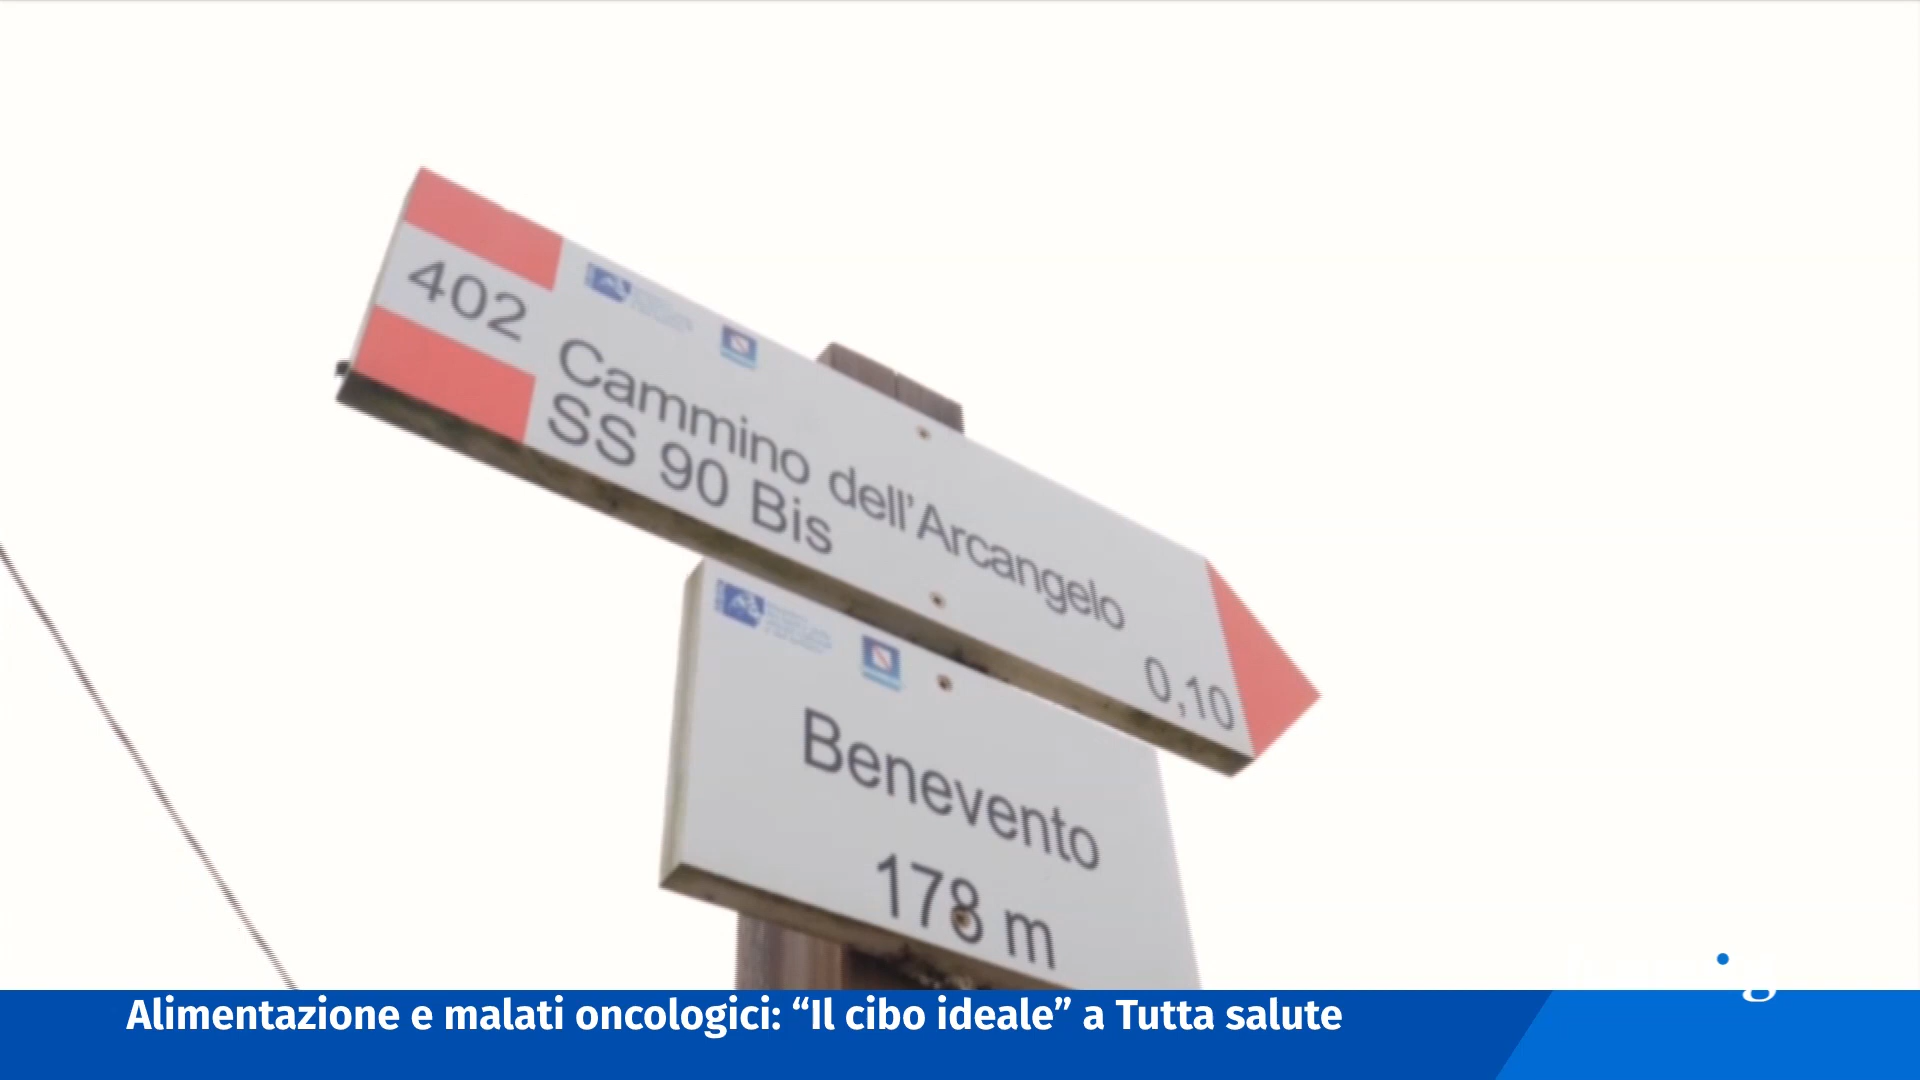 402
Cammino dell'Arcangelo
SS 90 Bis
0,10
Benevento
178 m
Alimentazione e malati oncologici: “Il cibo ideale” a Tutta salute